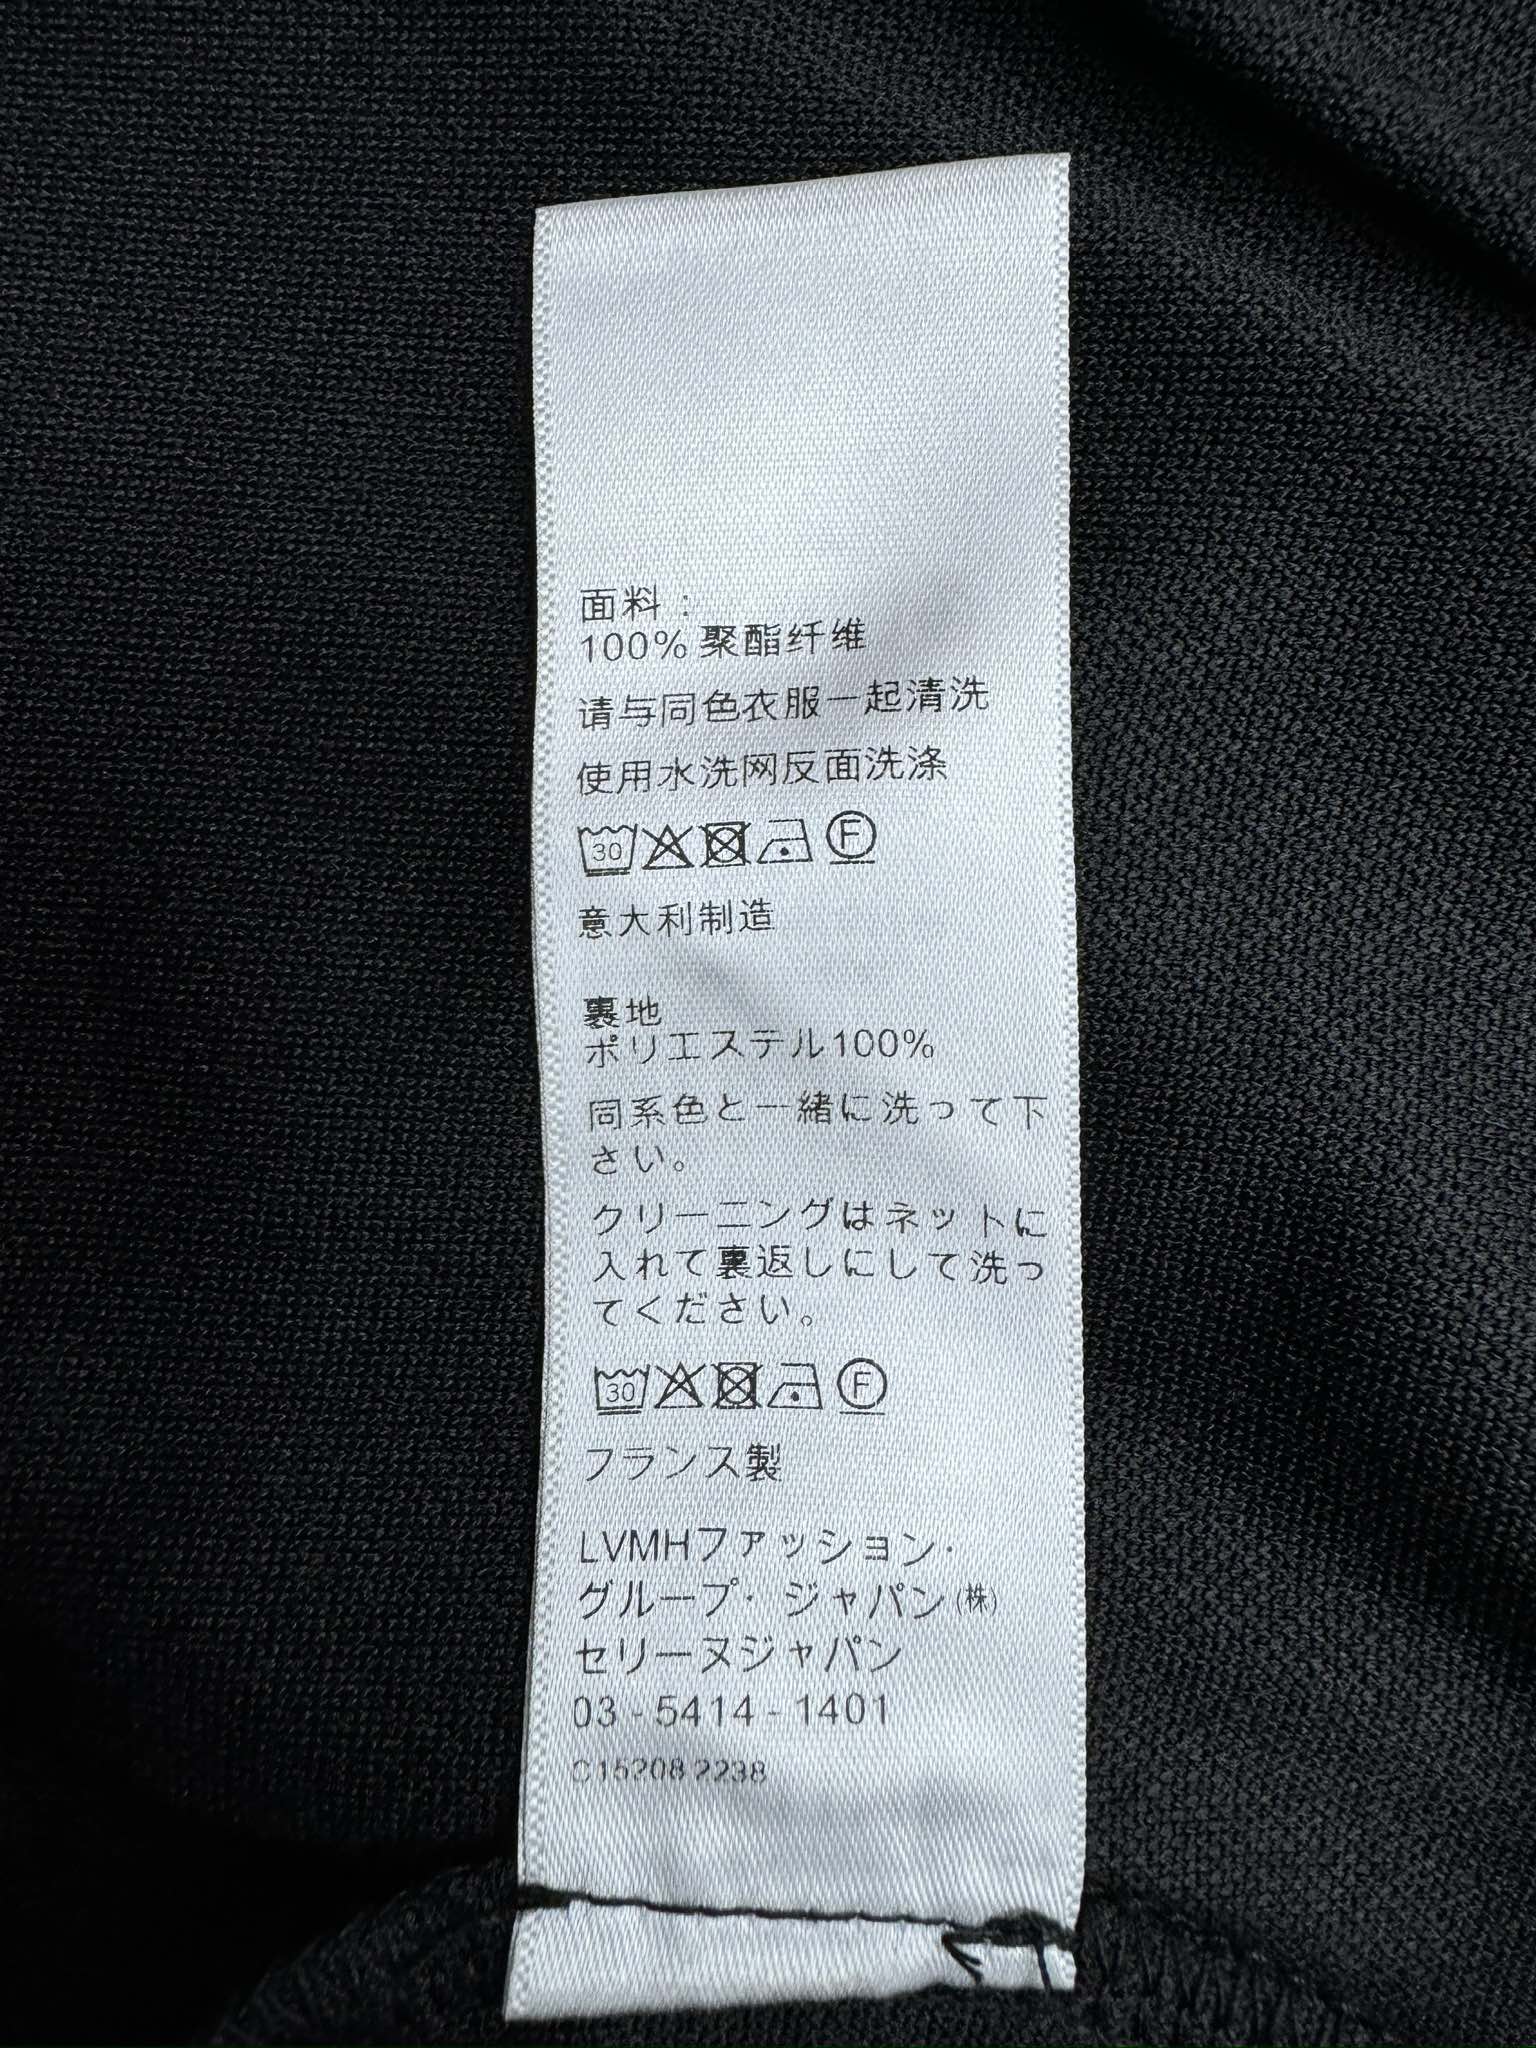 面料：
100% 聚酯纤维
请与同色衣服一起清洗
使用水洗网反面洗涤
30 F
意大利制造
裏地
ポリエステル100%
同系色と一緒に洗って下
さい。
クリーニングはネットに
入れて裏返しにして洗っ
てください。
30 F
フランス製
LVMHファッション·
グループ· ジャパン(株)
セリーヌジャパン
03 - 5414 - 1401
C15208 2238